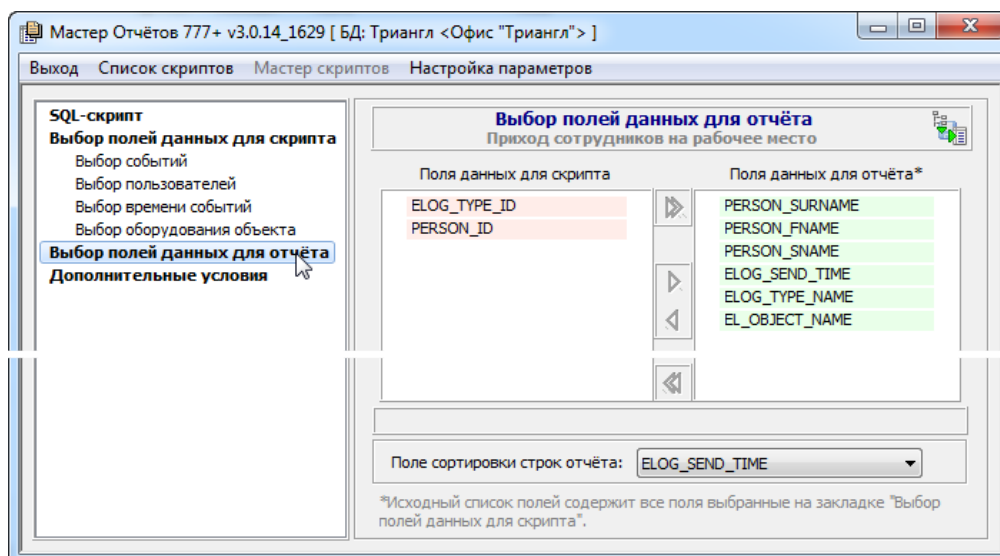 Мастер Отчётов 777+ v3.0.14_1629 [ БД: Триангл <Офис "Триангл"> ]
Выход Список скриптов Мастер скриптов Настройка параметров
SQL-скрипт
Выбор полей данных для скрипта
Выбор событий
Выбор пользователей
Выбор времени событий
Выбор оборудования объекта
Выбор полей данных для отчёта
Дополнительные условия
Выбор полей данных для отчёта
Приход сотрудников на рабочее место
Поля данных для скрипта
ELOG_TYPE_ID
PERSON_ID
Поля данных для отчёта*
PERSON_SURNAME
PERSON_FNAME
PERSON_SNAME
ELOG_SEND_TIME
ELOG_TYPE_NAME
EL_OBJECT_NAME
Поле сортировки строк отчёта: ELOG_SEND_TIME
*Исходный список полей содержит все поля выбранные на закладке "Выбор
полей данных для скрипта".